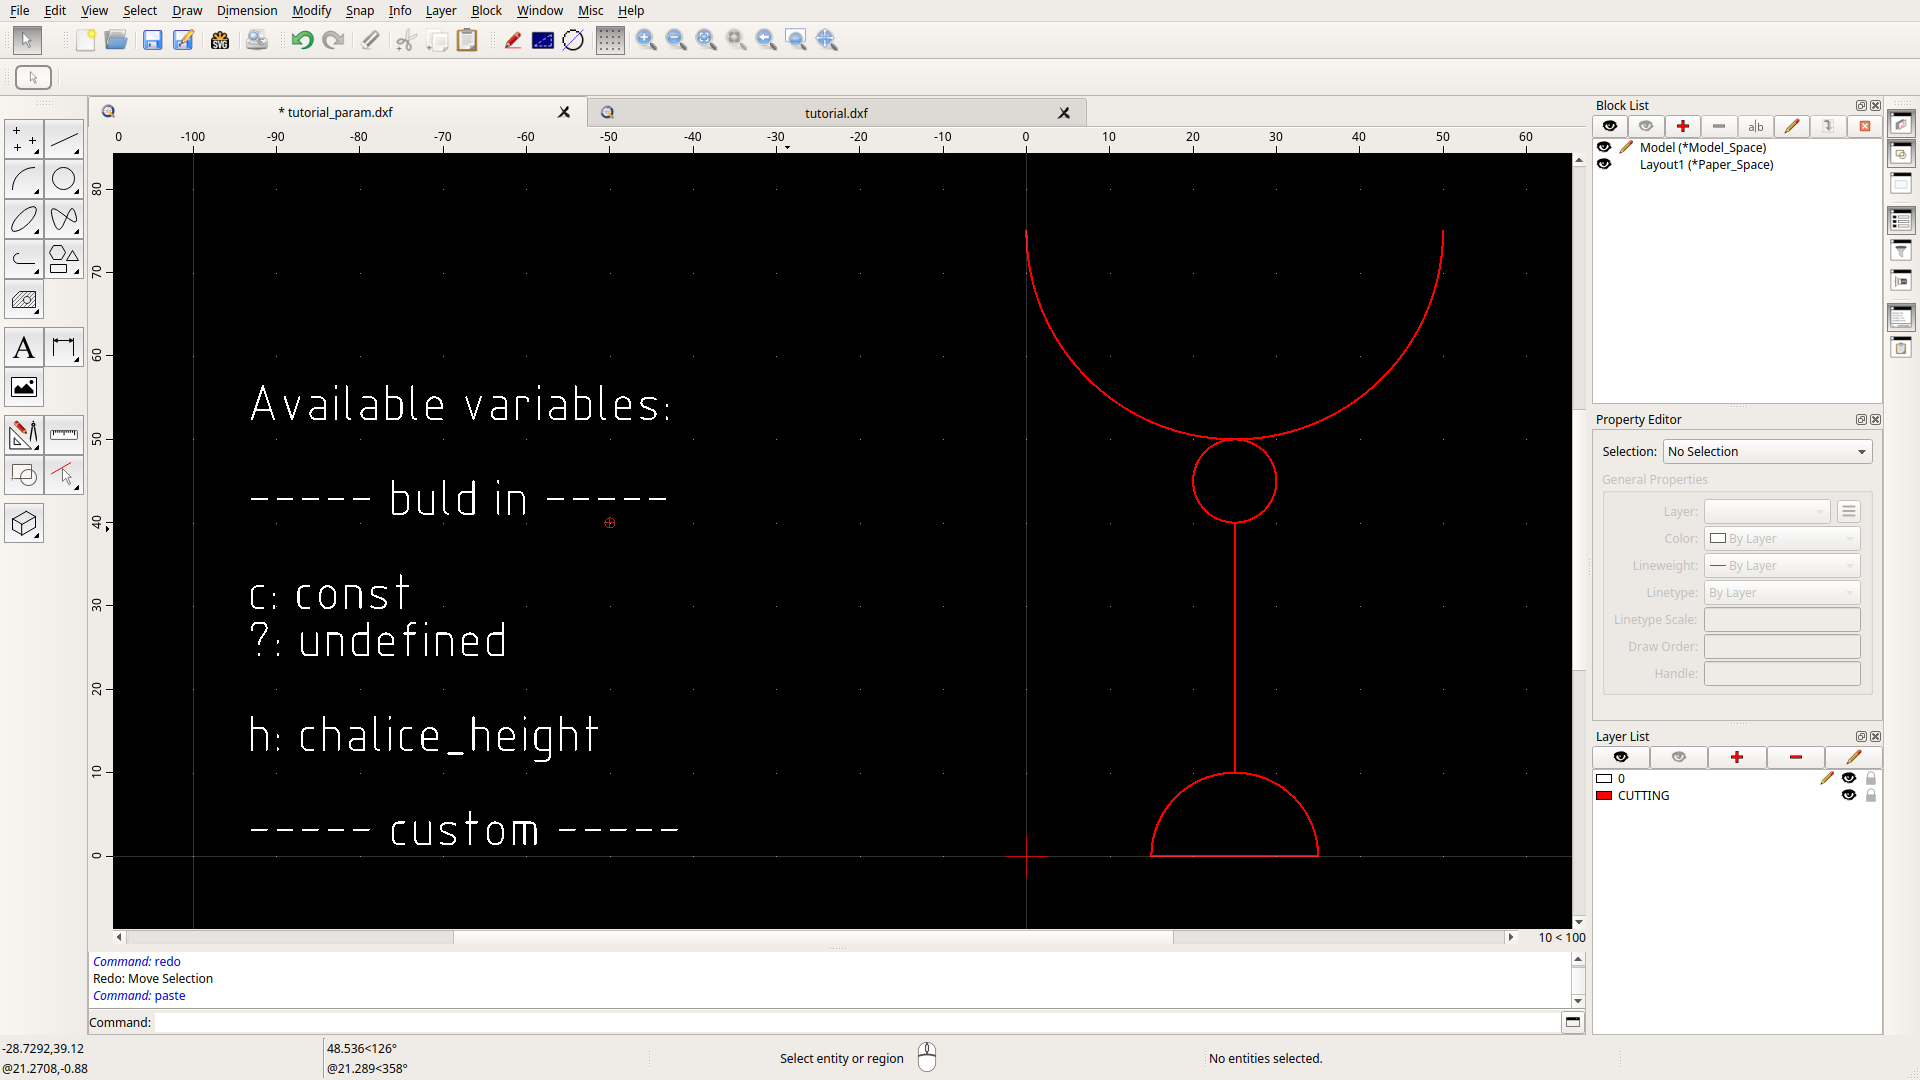 File Edit View Select Draw Dimension Modify Snap Info Layer Block Window Misc Help
SVG
* tutorial_param.dxf
tutorial.dxf
0 -100 -90 -80 -70 -60 -50 -40 -30 -20 -10 0 10 20 30 40 50 60
80
70
60
50
40
30
20
10
0
Available variables:
----- buld in -----
c: const
?: undefined
h: chalice_height
----- custom -----
10 < 100
Command: redo
Redo: Move Selection
Command: paste
Command:
-28.7292,39.12
@21.2708,-0.88
48.536<126°
@21.289<358°
Select entity or region
No entities selected.
Block List
a|b
Model (*Model_Space)
Layout1 (*Paper_Space)
Property Editor
Selection: No Selection
General Properties
Layer:
Color: By Layer
Lineweight: By Layer
Linetype: By Layer
Linetype Scale:
Draw Order:
Handle:
Layer List
0
CUTTING
A